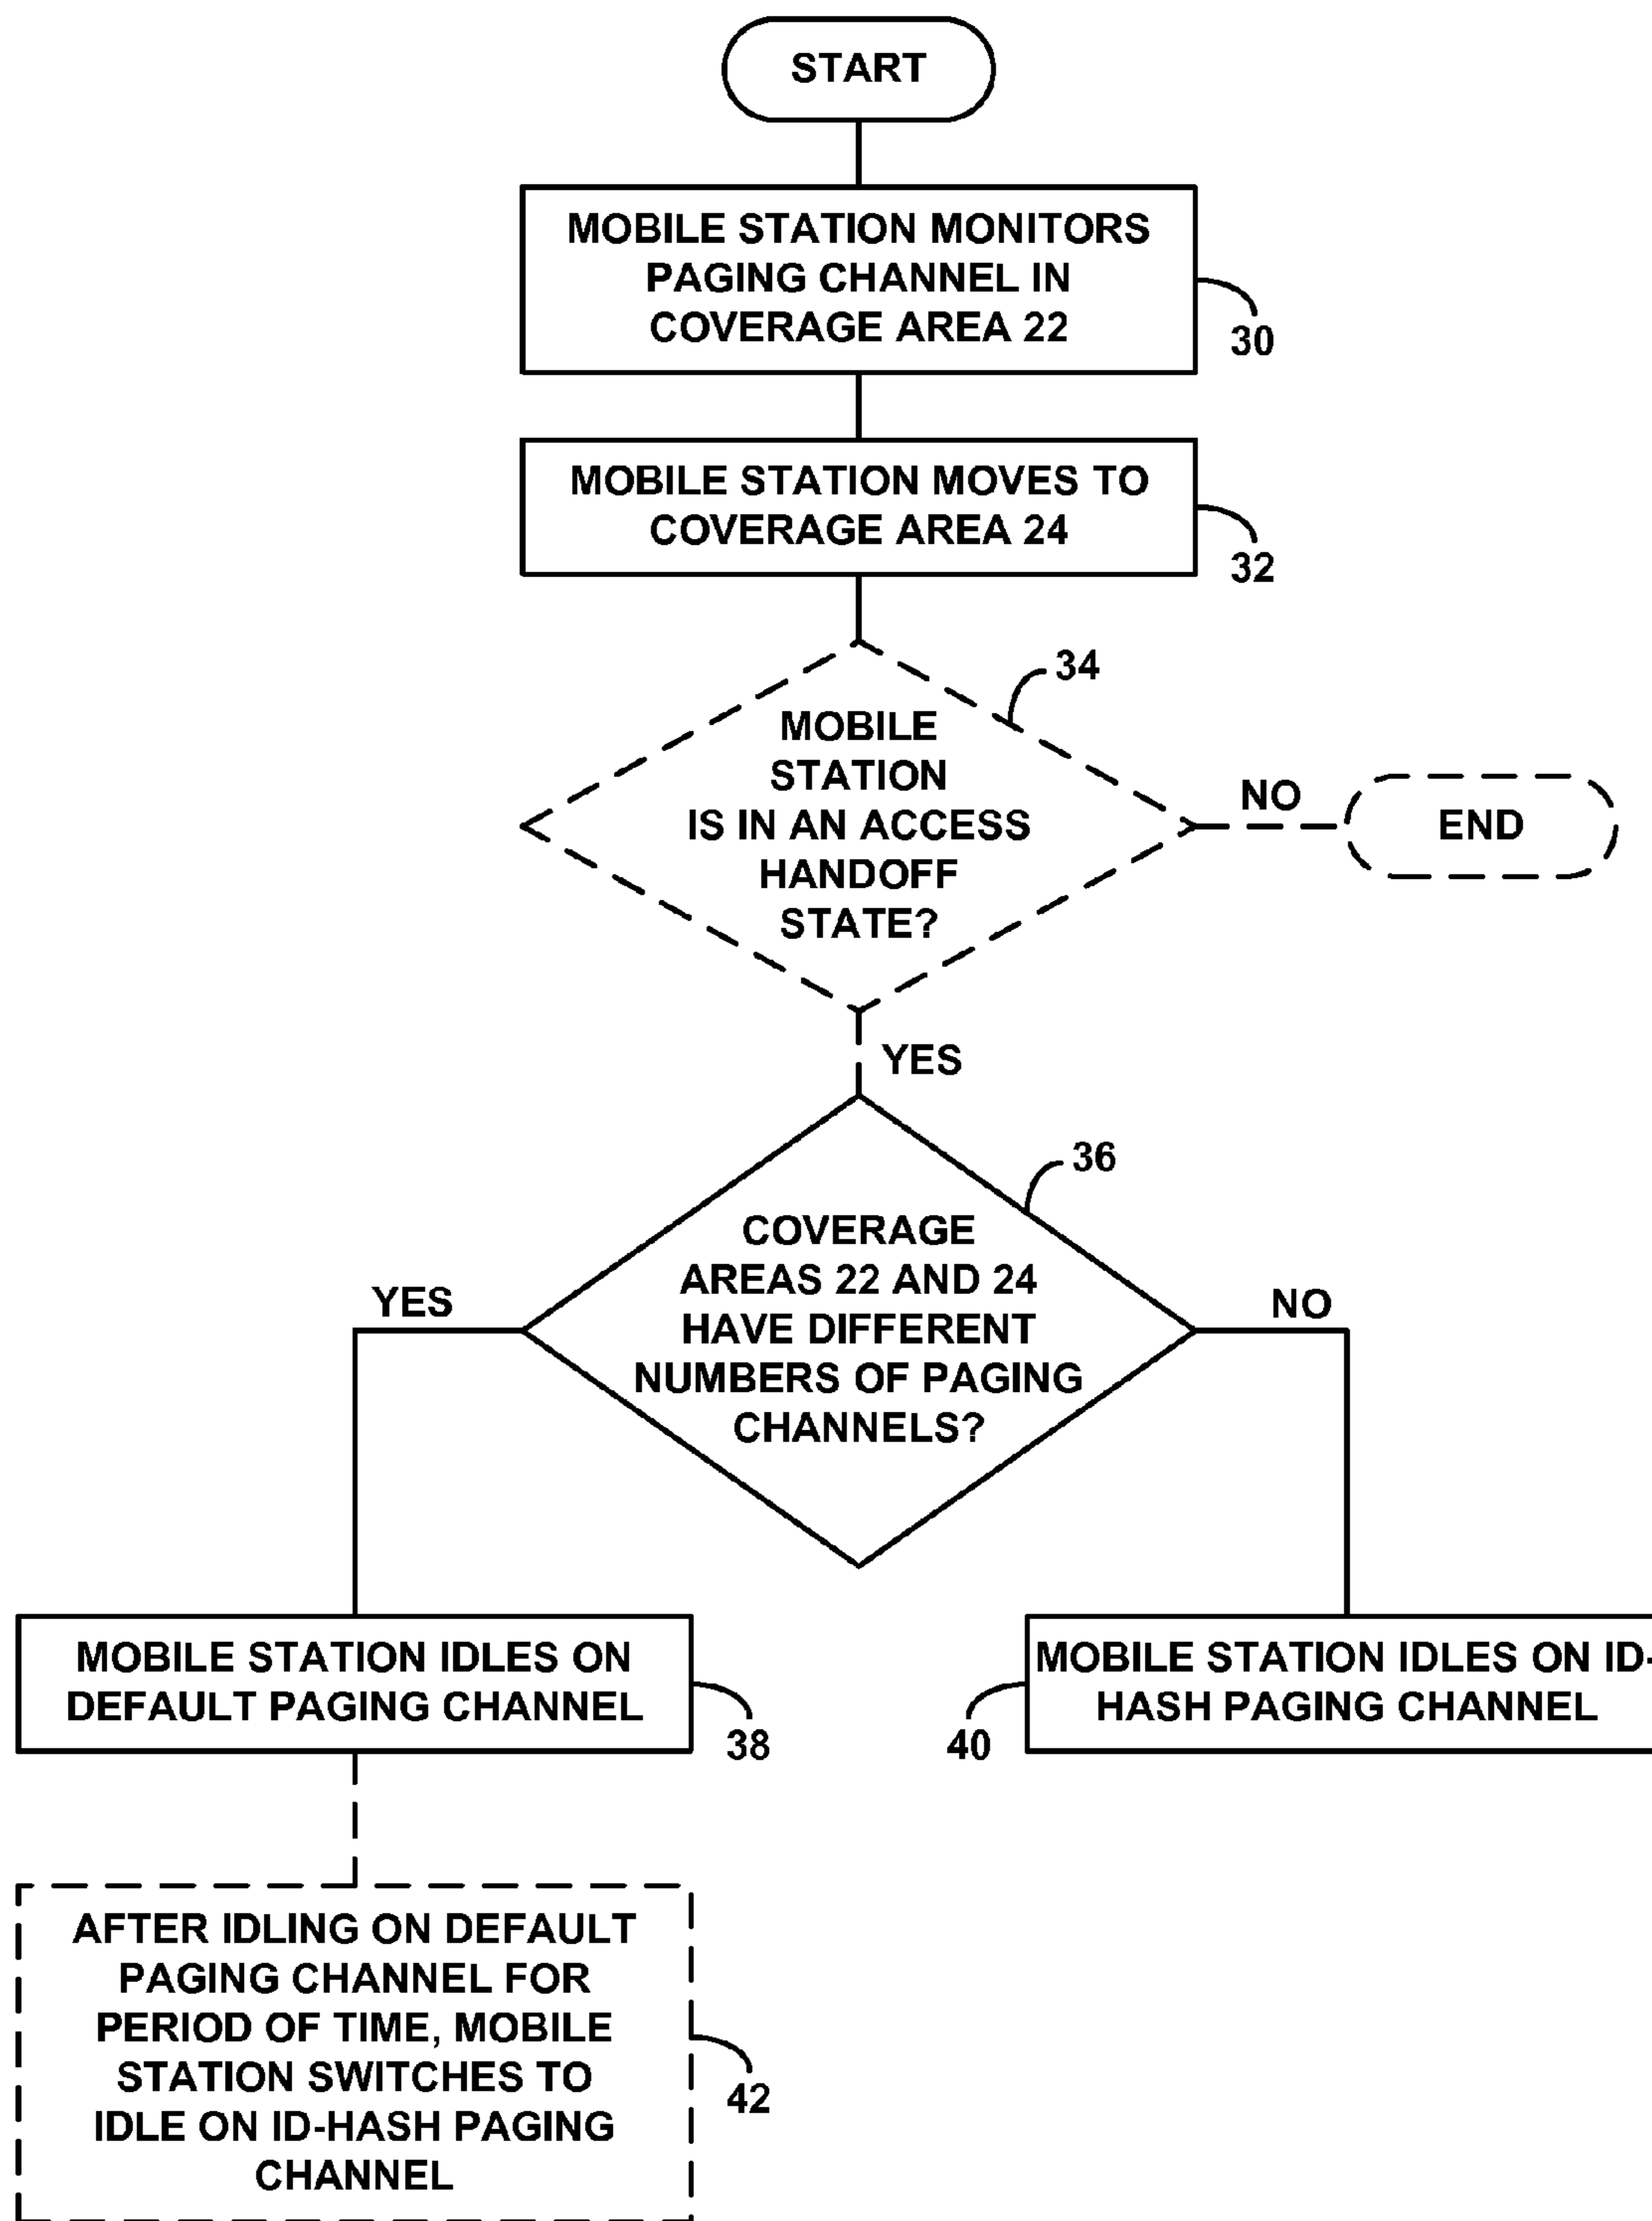 START
MOBILE STATION MONITORS
PAGING CHANNEL IN
COVERAGE AREA 22
30
MOBILE STATION MOVES TO
COVERAGE AREA 24
32
34
MOBILE
STATION
IS IN AN ACCESS
HANDOFF
STATE?
NO
END
YES
36
COVERAGE
AREAS 22 AND 24
HAVE DIFFERENT
NUMBERS OF PAGING
CHANNELS?
YES
NO
MOBILE STATION IDLES ON
DEFAULT PAGING CHANNEL
38
MOBILE STATION IDLES ON ID-
HASH PAGING CHANNEL
40
AFTER IDLING ON DEFAULT
PAGING CHANNEL FOR
PERIOD OF TIME, MOBILE
STATION SWITCHES TO
IDLE ON ID-HASH PAGING
CHANNEL
42